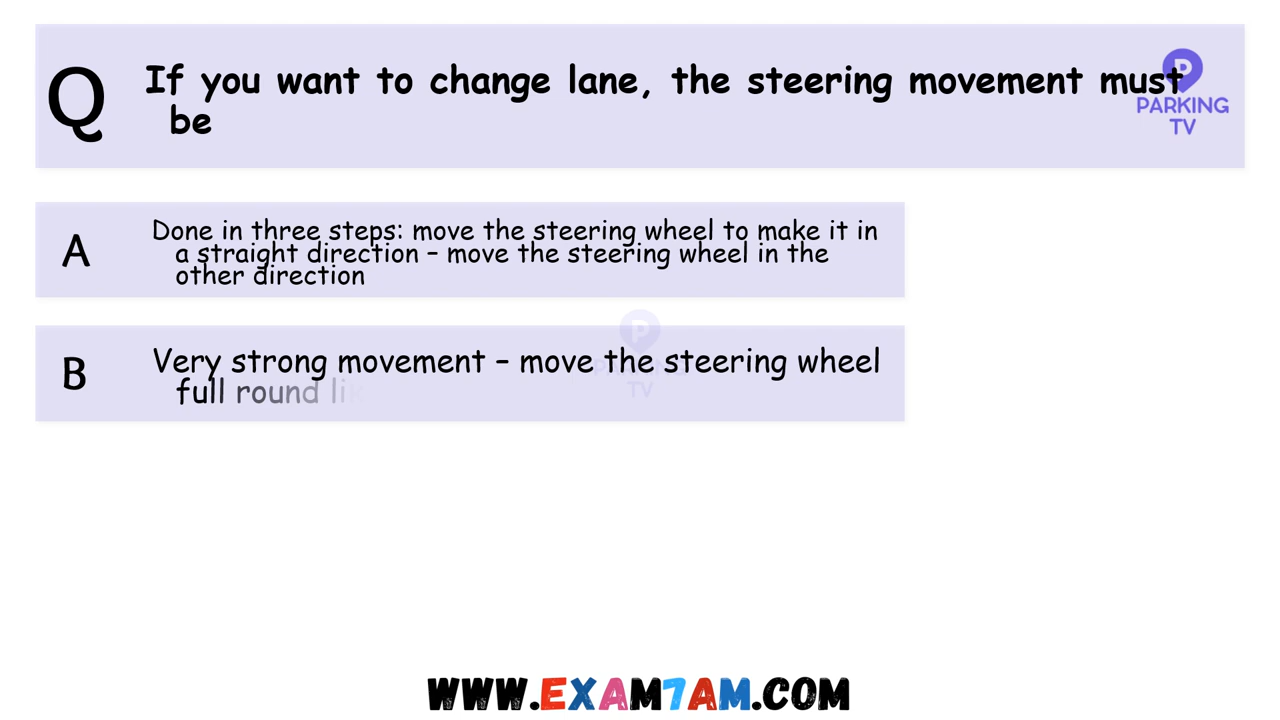 Q
If you want to change lane, the steering movement must
be
PARKING
TV
A
Done in three steps: move the steering wheel to make it in
a straight direction – move the steering wheel in the
other direction
B
Very strong movement – move the steering wheel
full round
PARKING
TV
WWW.EXAM7AM.COM